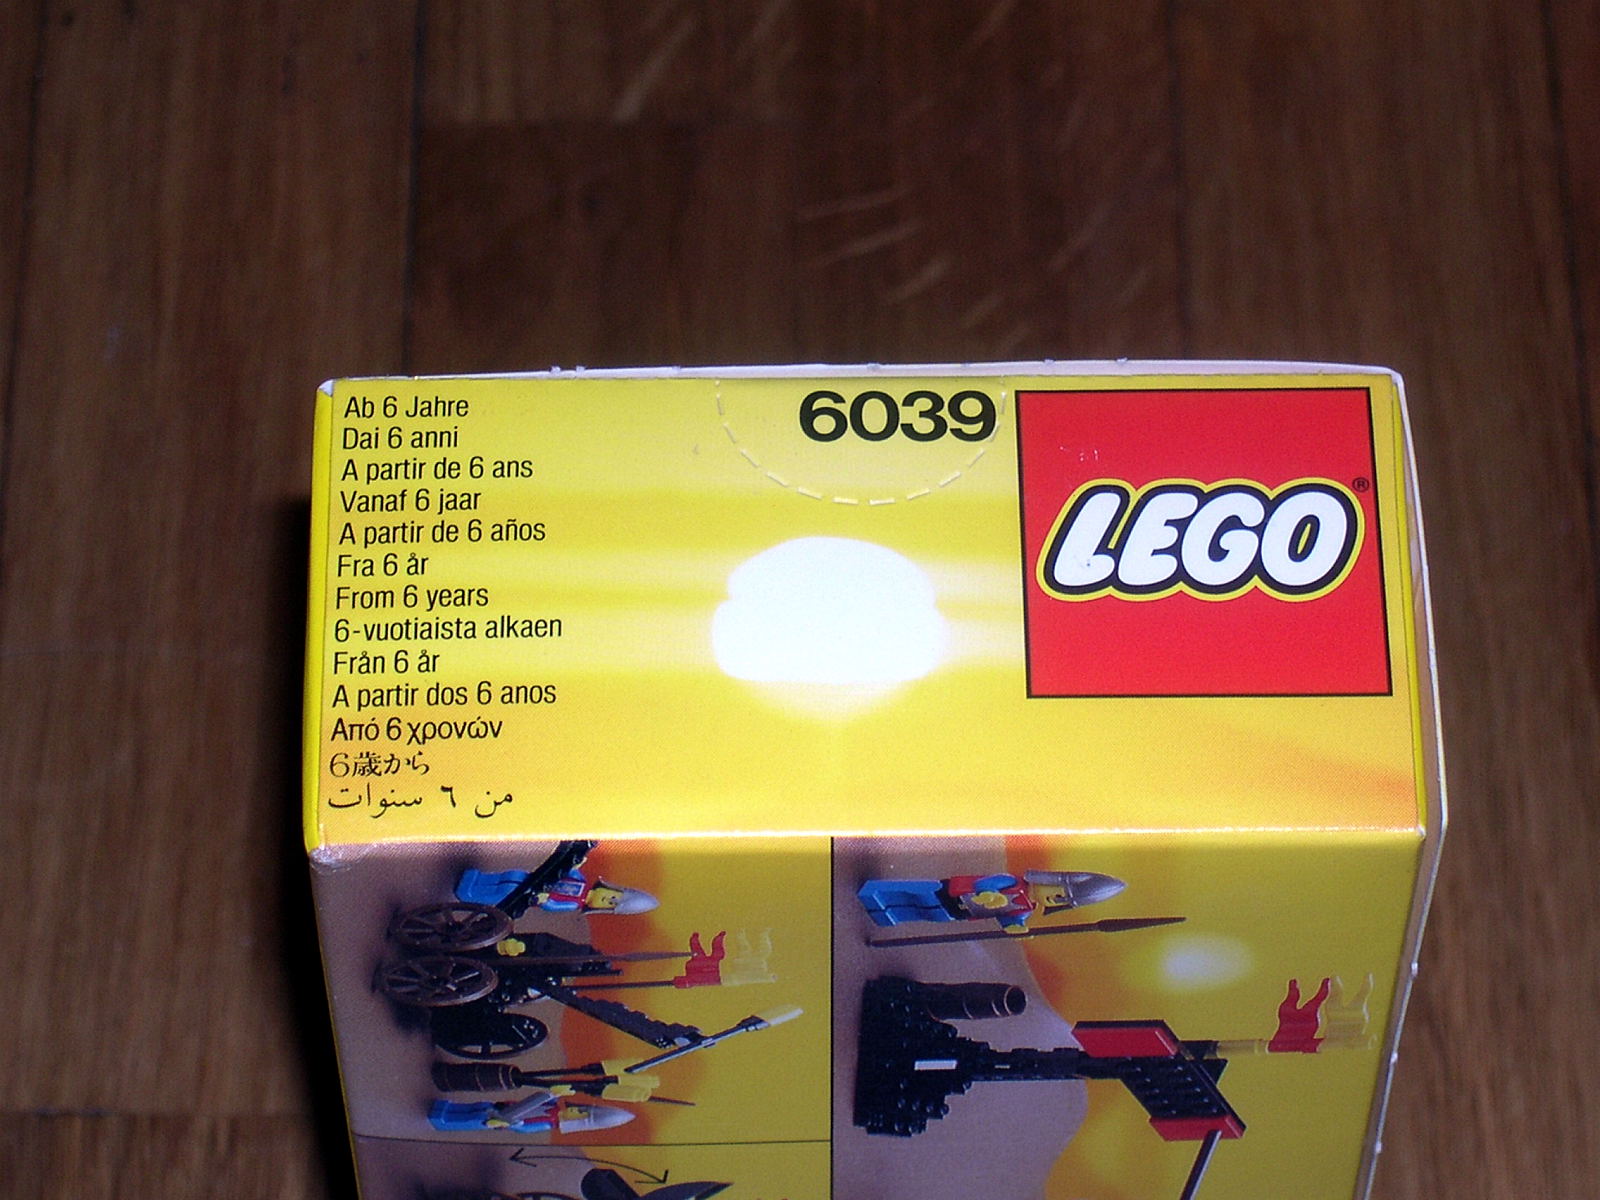 Ab 6 Jahre
Dai 6 anni
A partir de 6 ans
Vanaf 6 jaar
A partir de 6 años
Fra 6 år
From 6 years
6-vuotiaista alkaen
Från 6 år
A partir dos 6 anos
Από 6 χρονών
6歳から
من ٦ سنوات
6039
LEGO®